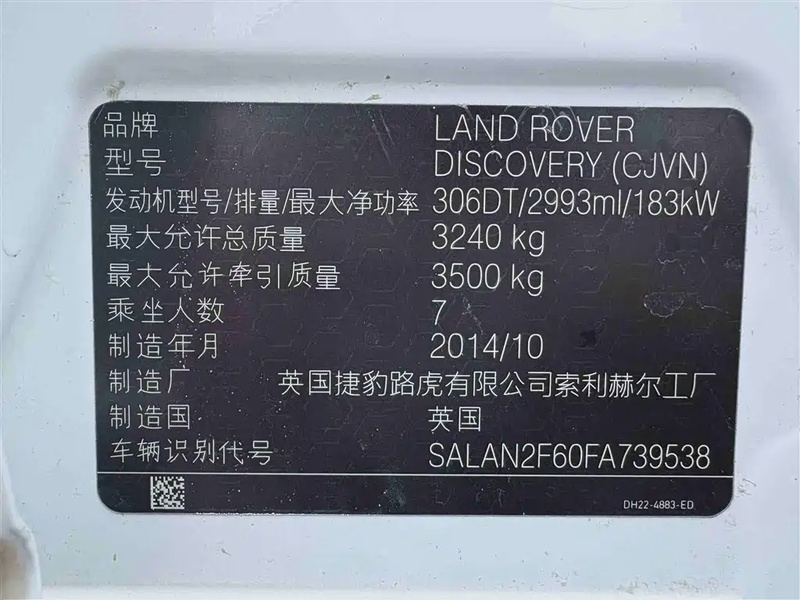 品牌 LAND ROVER
型号 DISCOVERY (CJVN)
发动机型号/排量/最大净功率 306DT/2993ml/183kW
最大允许总质量 3240 kg
最大允许牵引质量 3500 kg
乘坐人数 7
制造年月 2014/10
制造厂 英国捷豹路虎有限公司索利赫尔工厂
制造国 英国
车辆识别代号 SALAN2F60FA739538
DH22-4883-ED